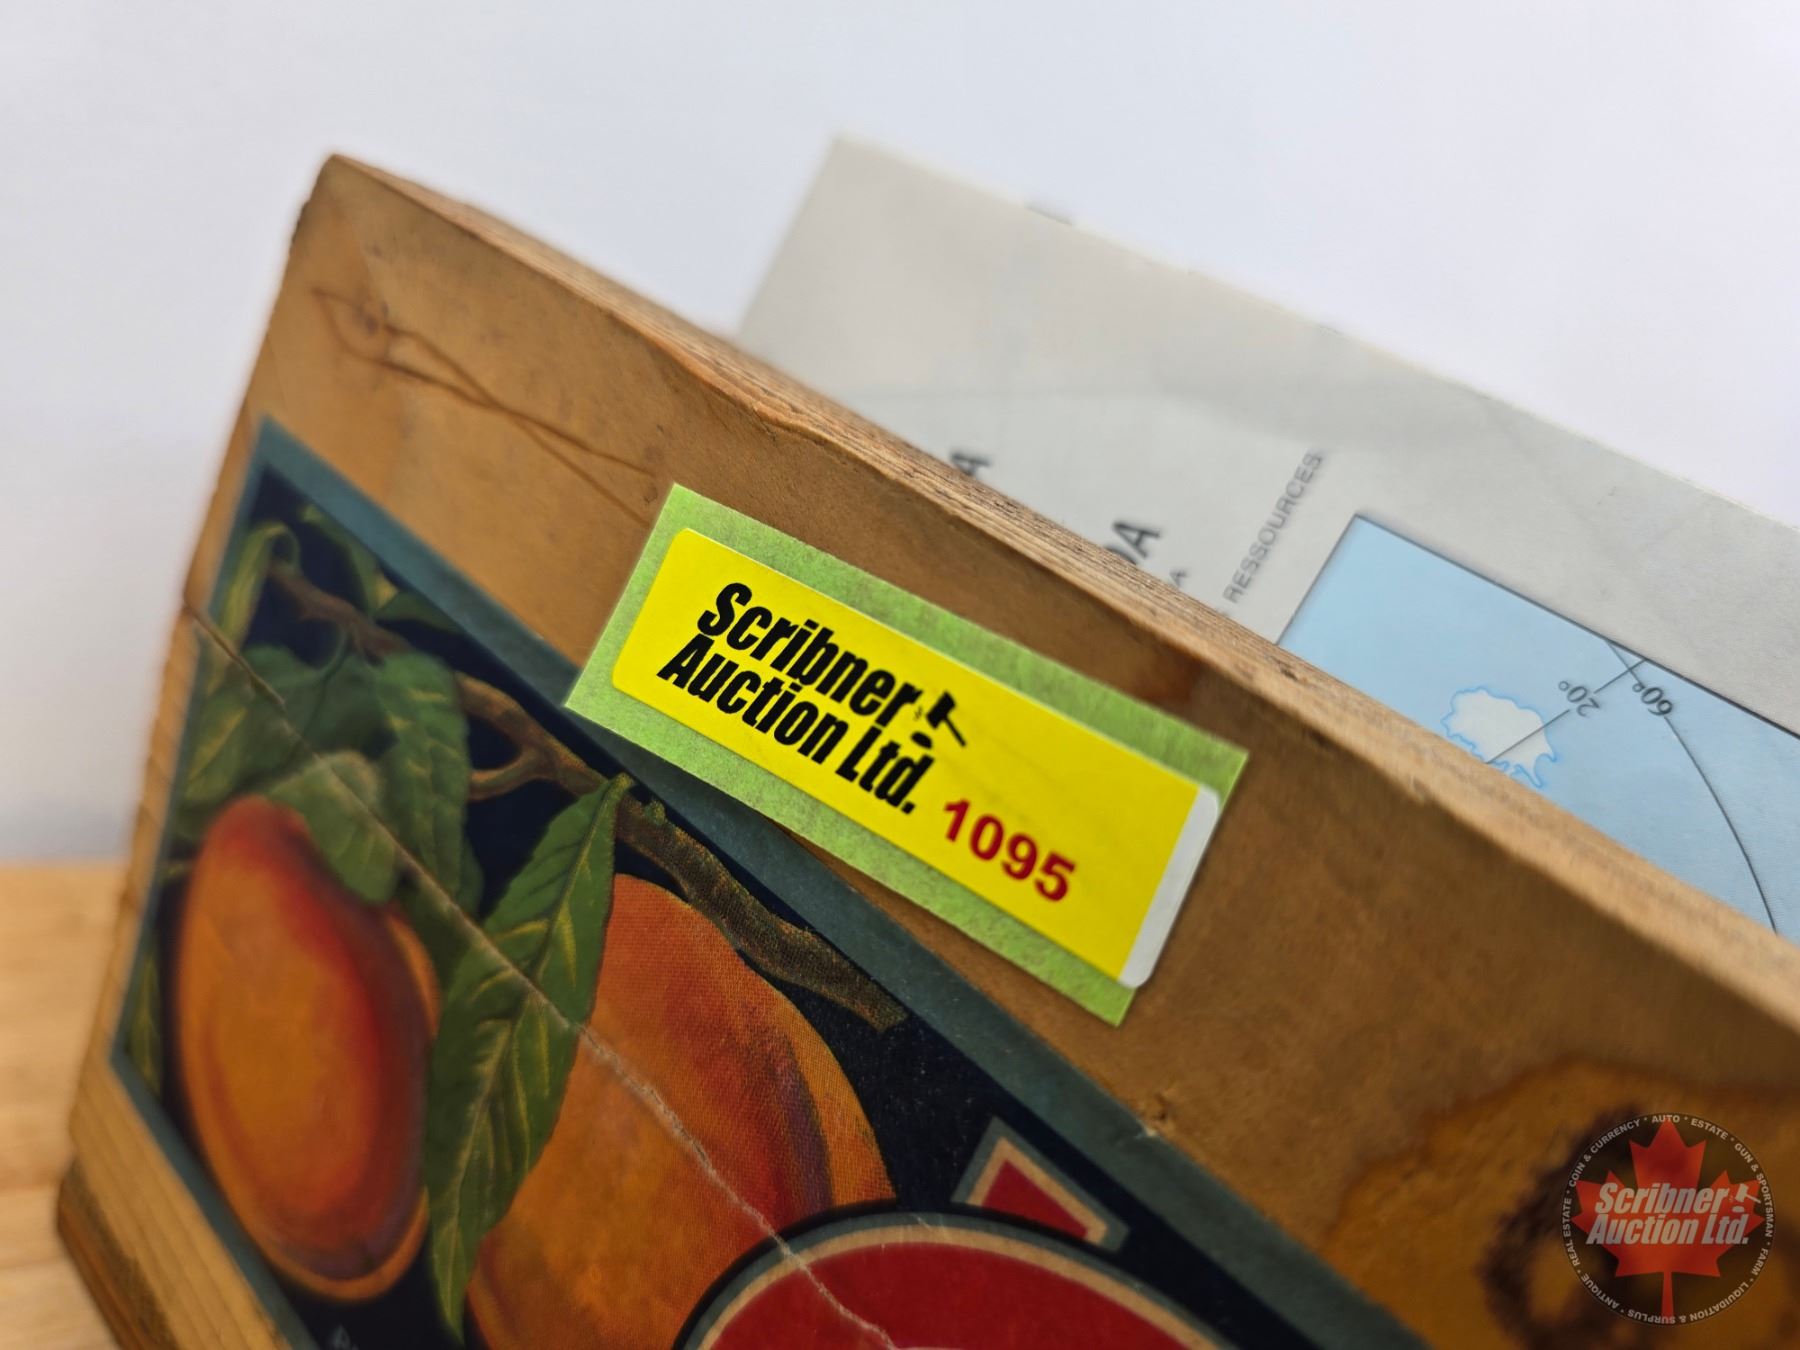 Scribner
Auction Ltd.
1095
A
DA
A
RESSOURCES
20°
60°
COIN & CURRENCY • AUTO • ESTATE • GUN & SPORTSMAN • FARM • LIQUIDATION & SURPLUS • ANTIQUE • REAL ESTATE •
Scribner
Auction Ltd.